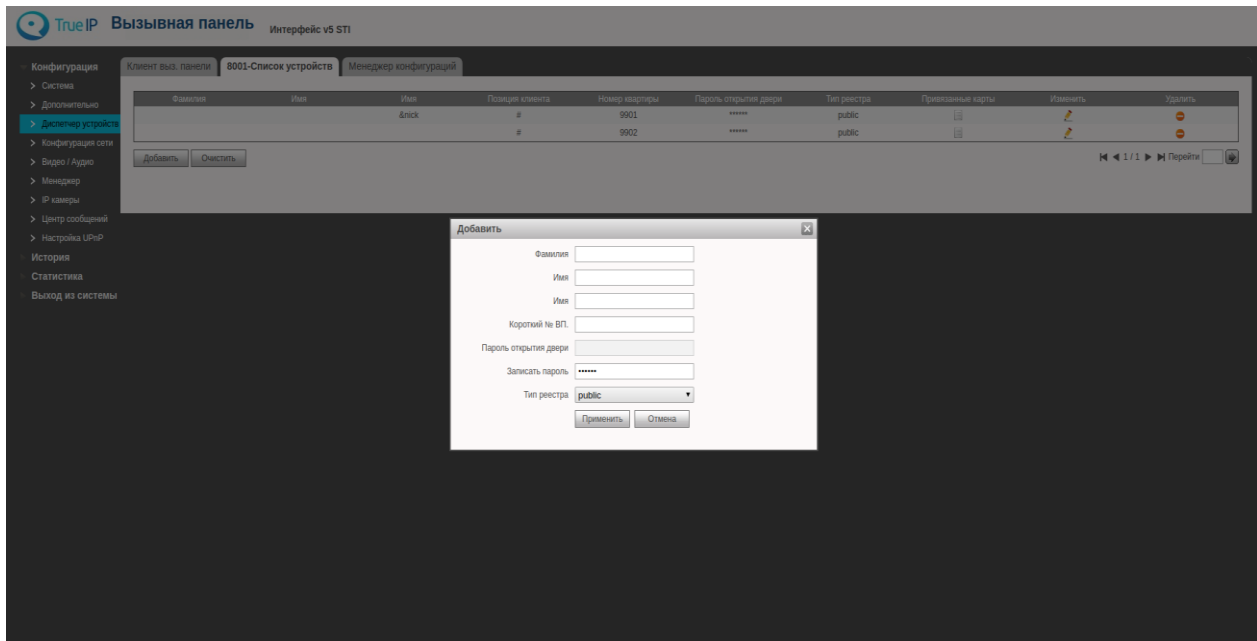 True IP Вызывная панель Интерфейс v5 STI
Конфигурация
Система
Дополнительно
Диспетчер устройств
Конфигурация сети
Видео / Аудио
Менеджер
IP камеры
Центр сообщений
Настройка UPnP
История
Статистика
Выход из системы
Клиент выз. панели 8001-Список устройств Менеджер конфигураций
Фамилия Имя Имя Позиция клиента Номер квартиры Пароль открытия двери Тип реестра Привязанные карты Изменить Удалить
&nick # 9901 ****** public
# 9902 ****** public
Добавить Очистить 1 / 1 Перейти
Добавить
Фамилия
Имя
Имя
Короткий № ВП.
Пароль открытия двери
Записать пароль ••••••
Тип реестра public
Применить Отмена